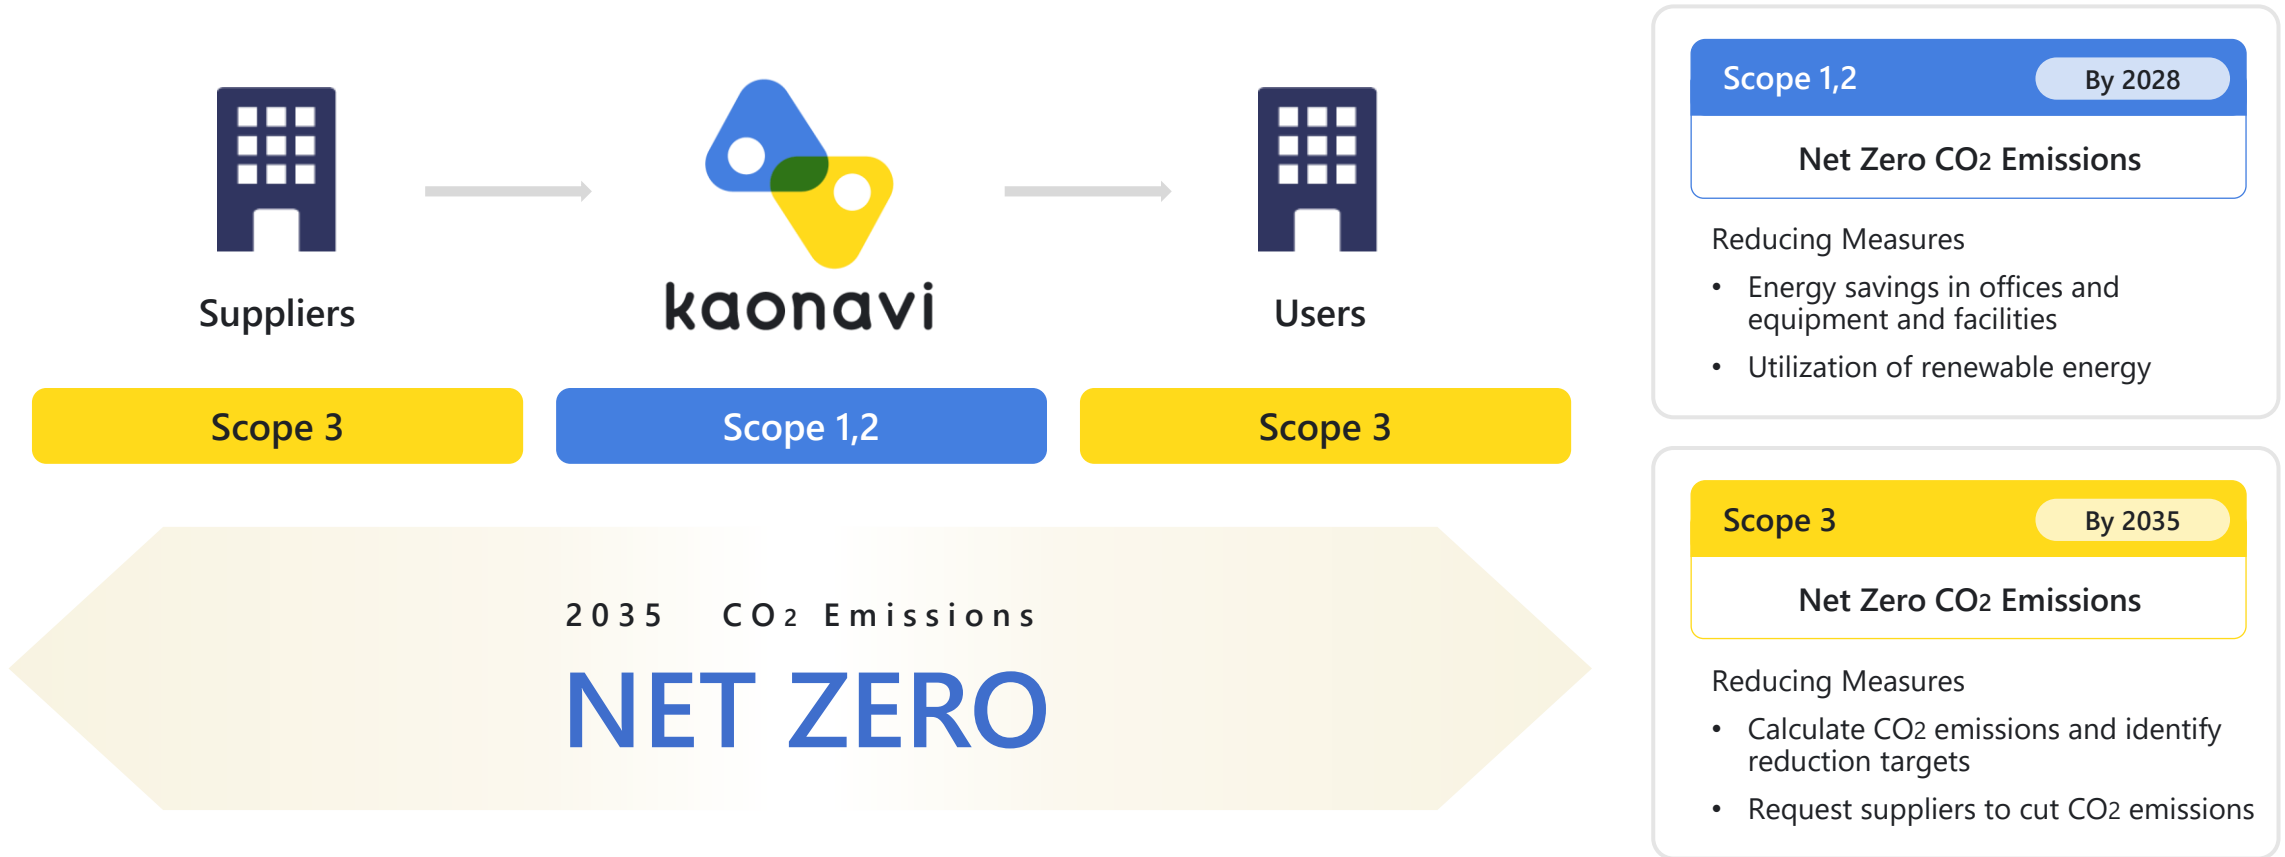 Suppliers
kaonavi
Users
Scope 3
Scope 1,2
Scope 3
2035 CO2 Emissions
NET ZERO
Scope 1,2
By 2028
Net Zero CO2 Emissions
Reducing Measures
• Energy savings in offices and
equipment and facilities
• Utilization of renewable energy
Scope 3
By 2035
Net Zero CO2 Emissions
Reducing Measures
• Calculate CO2 emissions and identify
reduction targets
• Request suppliers to cut CO2 emissions